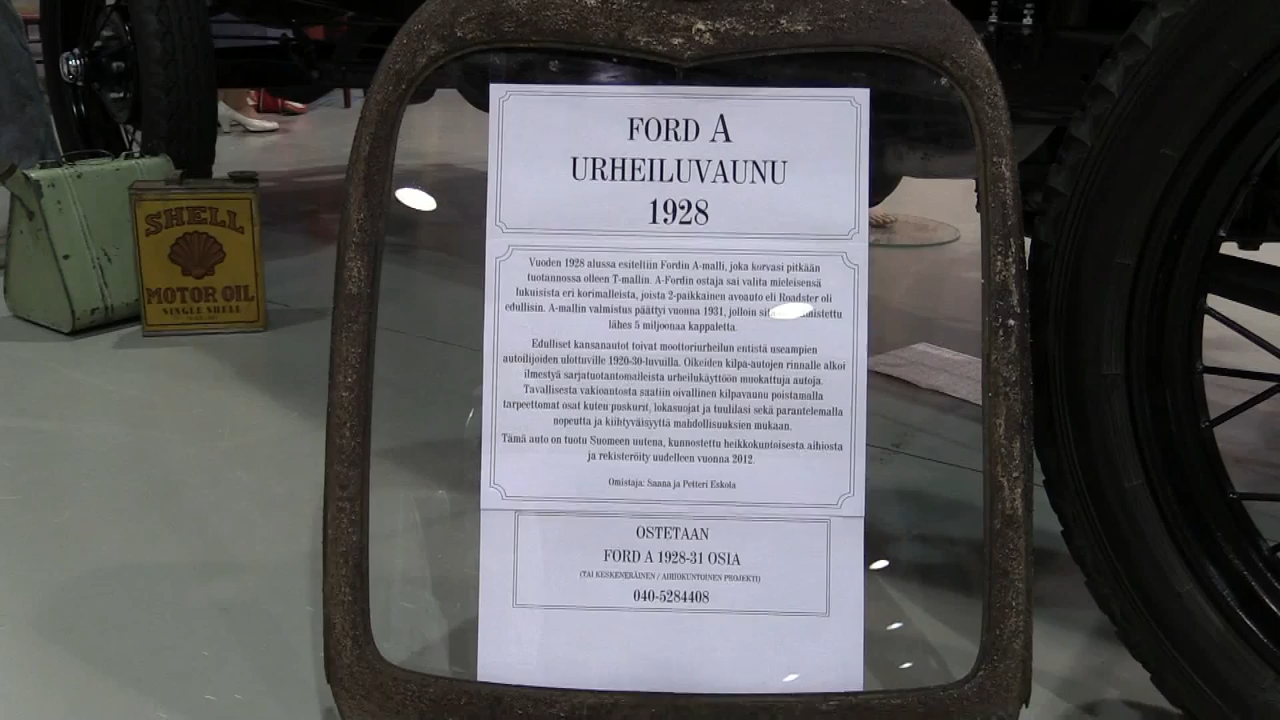 FORD A
URHEILUVAUNU
1928
Vuoden 1928 alussa esiteltiin Fordin A-malli, joka korvasi pitkään
tuotannossa olleen T-mallin. A-Fordin ostaja sai valita mieleisensä
lukuisista eri korimalleista, joista 2-paikkainen avoauto eli Roadster oli
edullisin. A-mallin valmistus päättyi vuonna 1931, jolloin
lähes 5 miljoonaa kappaletta.
Edulliset kansanautot toivat moottoriurheilun entistä useampien
autoilijoiden ulottuville 1920-30-luvuilla. Oikeiden kilpa-autojen rinnalle alkoi
ilmestyä sarjatuotantomalleista urheilukäyttöön muokattuja autoja.
Tavallisesta vakioautosta saatiin oivallinen kilpavaunu poistamalla
tarpeettomat osat kuten puskurit, lokasuojat ja tuulilasi sekä parantelemalla
nopeutta ja kiihtyväisyyttä mahdollisuuksien mukaan.
Tämä auto on tuotu Suomeen uutena, kunnostettu heikkokuntoisesta aihiosta
ja rekisteröity uudelleen vuonna 2012.
Omistaja: Saana ja Petteri Eskola
OSTETAAN
FORD A 1928-31 OSIA
(TAI KESKENERÄINEN / AIHIOKUNTOINEN PROJEKTI)
040-5284408
SHELL
MOTOR OIL
SINGLE SHELL